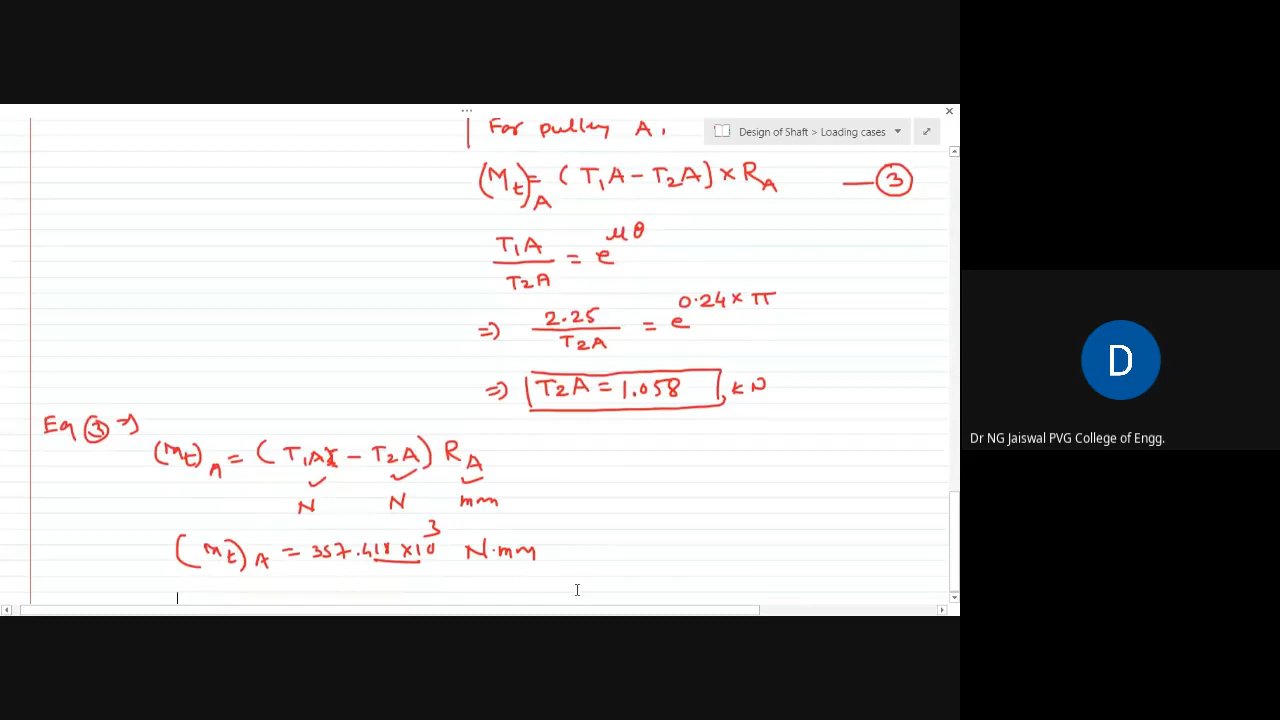 For pulley A.
Design of Shaft > Loading cases
(Mt)A = (T1A - T2A) × RA — 3
T1A / T2A = e^μθ
=) 2.25 / T2A = e^0.24×π
=) T2A = 1.058, kN
Eq 3 =)
(Mt)A = (T1A - T2A) RA
N N mm
(Mt)A = 357.418 × 10^3 N.mm
D
Dr NG Jaiswal PVG College of Engg.